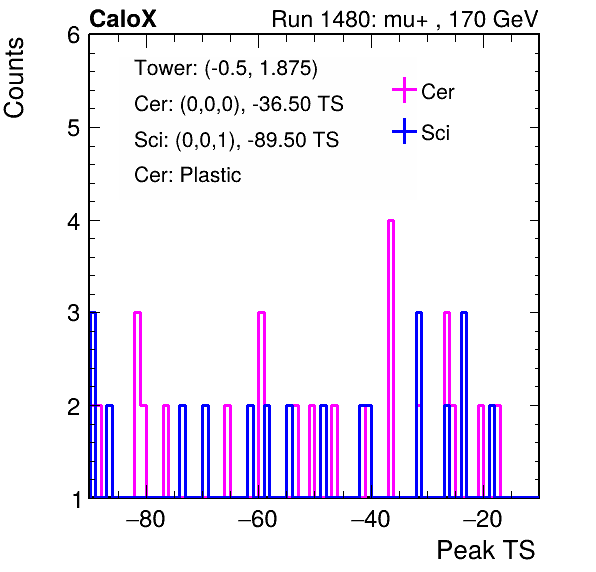 CaloX Run 1480: mu+ , 170 GeV
Counts
6
5
4
3
2
1
Tower: (-0.5, 1.875)
Cer: (0,0,0), -36.50 TS
Sci: (0,0,1), -89.50 TS
Cer: Plastic
Cer
Sci
−80 −60 −40 −20
Peak TS